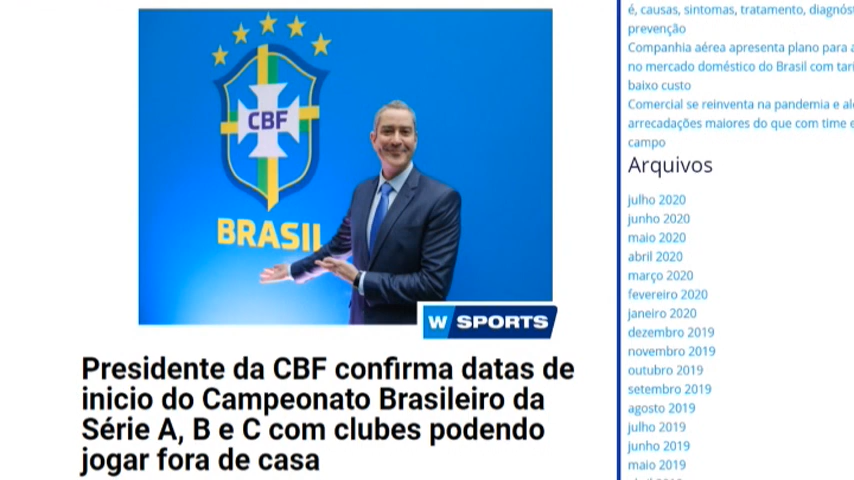 CBF
BRASIL
W SPORTS
Presidente da CBF confirma datas de
inicio do Campeonato Brasileiro da
Série A, B e C com clubes podendo
jogar fora de casa
é, causas, sintomas, tratamento,
prevenção
Companhia aérea apresenta plano para
no mercado doméstico do Brasil com
baixo custo
Comercial se reinventa na pandemia e
arrecadações maiores do que com time
campo
Arquivos
julho 2020
junho 2020
maio 2020
abril 2020
março 2020
fevereiro 2020
janeiro 2020
dezembro 2019
novembro 2019
outubro 2019
setembro 2019
agosto 2019
julho 2019
junho 2019
maio 2019